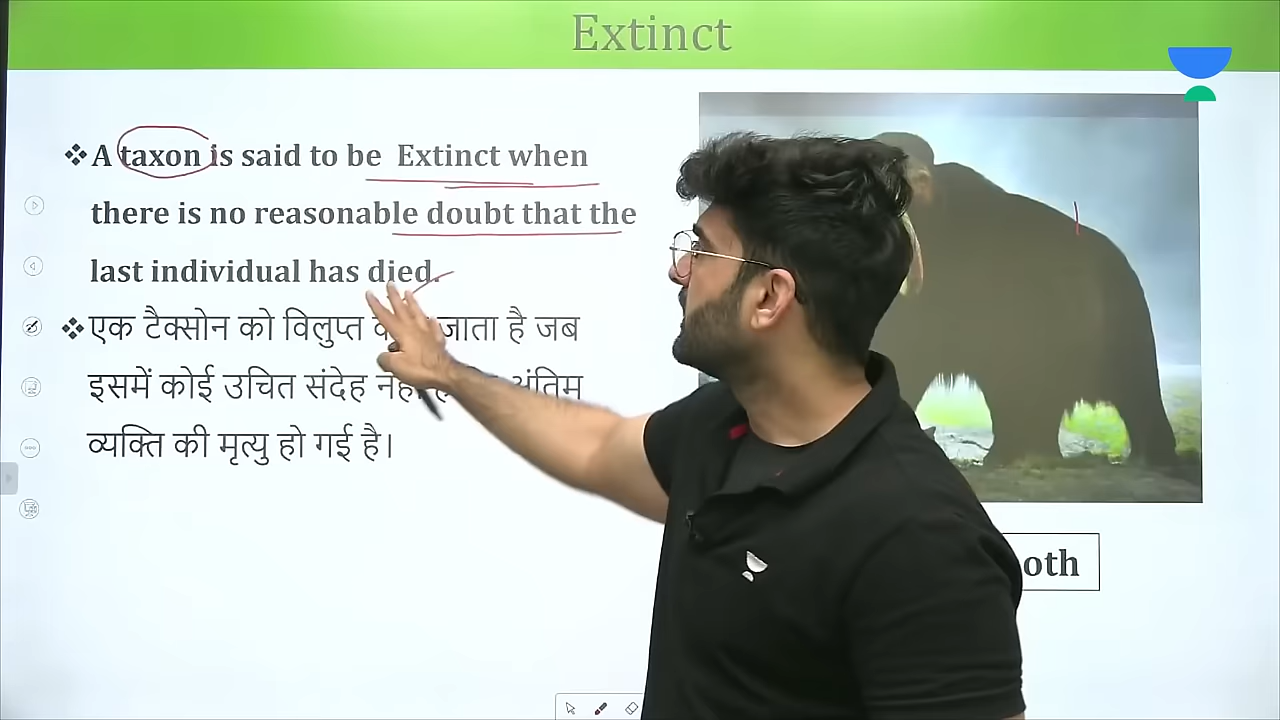 Extinct
❖A taxon is said to be Extinct when
there is no reasonable doubt that the
last individual has died.
❖एक टैक्सोन को विलुप्त जाता है जब
इसमें कोई उचित संदेह अंतिम
व्यक्ति की मृत्यु हो गई है।